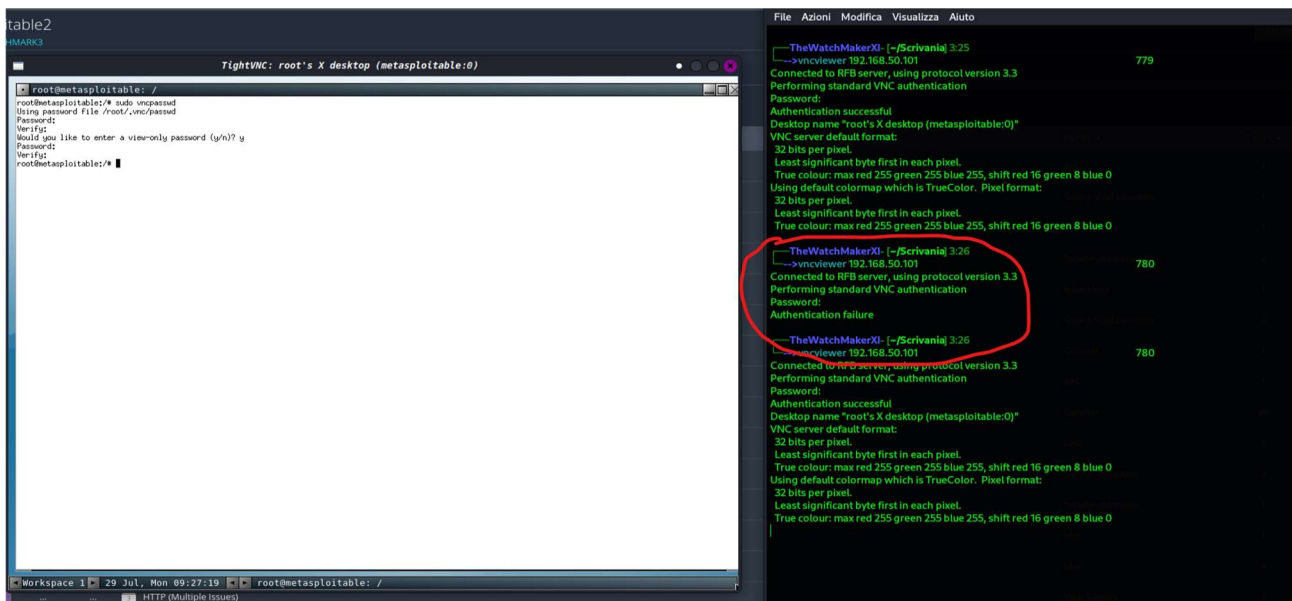 itable2
HMARK3
TightVNC: root's X desktop (metasploitable:0)
root@metasploitable: /
root@metasploitable:/# sudo vncpasswd
Using password file /root/.vnc/passwd
Password:
Verify:
Would you like to enter a view-only password (y/n)? y
Password:
Verify:
root@metasploitable:/#
Workspace 1 29 Jul, Mon 09:27:19 root@metasploitable: /
... ... HTTP (Multiple Issues)
File Azioni Modifica Visualizza Aiuto
TheWatchMakerXI- [~/Scrivania] 3:25
-->vncviewer 192.168.50.101 779
Connected to RFB server, using protocol version 3.3
Performing standard VNC authentication
Password:
Authentication successful
Desktop name "root's X desktop (metasploitable:0)"
VNC server default format:
32 bits per pixel.
Least significant byte first in each pixel.
True colour: max red 255 green 255 blue 255, shift red 16 green 8 blue 0
Using default colormap which is TrueColor. Pixel format:
32 bits per pixel.
Least significant byte first in each pixel.
True colour: max red 255 green 255 blue 255, shift red 16 green 8 blue 0
TheWatchMakerXI- [~/Scrivania] 3:26
-->vncviewer 192.168.50.101 780
Connected to RFB server, using protocol version 3.3
Performing standard VNC authentication
Password:
Authentication failure
TheWatchMakerXI- [~/Scrivania] 3:26
-->vncviewer 192.168.50.101 780
Connected to RFB server, using protocol version 3.3
Performing standard VNC authentication
Password:
Authentication successful
Desktop name "root's X desktop (metasploitable:0)"
VNC server default format:
32 bits per pixel.
Least significant byte first in each pixel.
True colour: max red 255 green 255 blue 255, shift red 16 green 8 blue 0
Using default colormap which is TrueColor. Pixel format:
32 bits per pixel.
Least significant byte first in each pixel.
True colour: max red 255 green 255 blue 255, shift red 16 green 8 blue 0